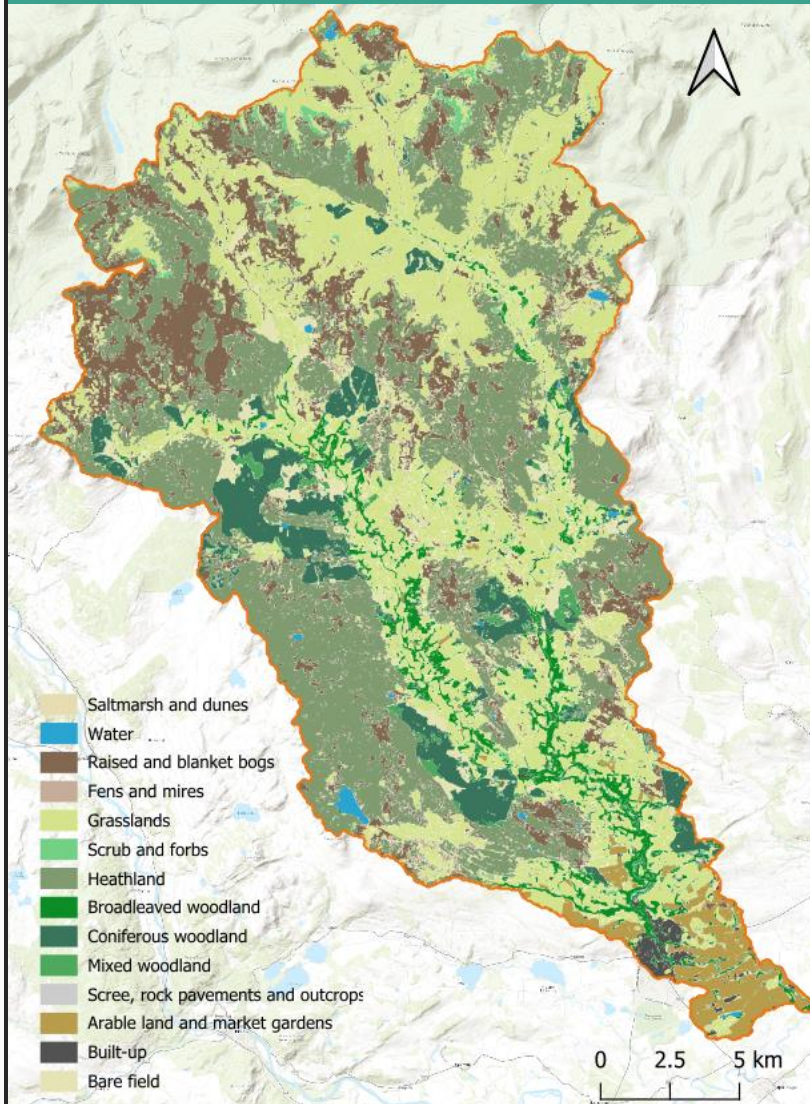 Saltmarsh and dunes
Water
Raised and blanket bogs
Fens and mires
Grasslands
Scrub and forbs
Heathland
Broadleaved woodland
Coniferous woodland
Mixed woodland
Scree, rock pavements and outcrops
Arable land and market gardens
Built-up
Bare field
0 2.5 5 km